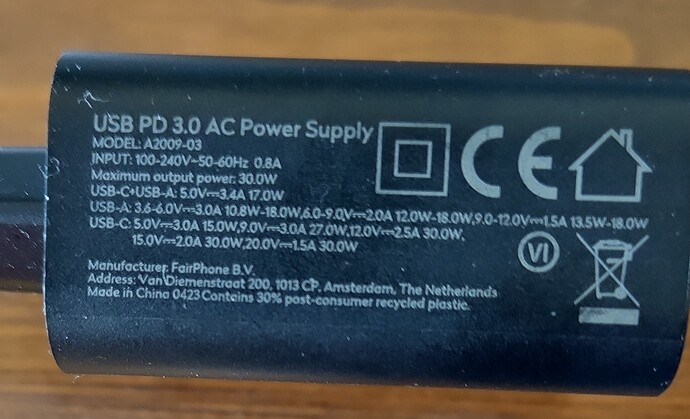 USB PD 3.0 AC Power Supply
MODEL: A2009-03
INPUT: 100-240V~50-60Hz 0.8A
Maximum output power: 30.0W
USB-C+USB-A: 5.0V⎓3.4A 17.0W
USB-A: 3.6-6.0V⎓3.0A 10.8W-18.0W,6.0-9.0V⎓2.0A 12.0W-18.0W,9.0-12.0V⎓1.5A 13.5W-18.0W
USB-C: 5.0V⎓3.0A 15.0W,9.0V⎓3.0A 27.0W,12.0V⎓2.5A 30.0W,
15.0V⎓2.0A 30.0W,20.0V⎓1.5A 30.0W
Manufacturer: FairPhone B.V.
Address: Van Diemenstraat 200, 1013 CP, Amsterdam, The Netherlands
Made in China 0423 Contains 30% post-consumer recycled plastic.
CE
VI